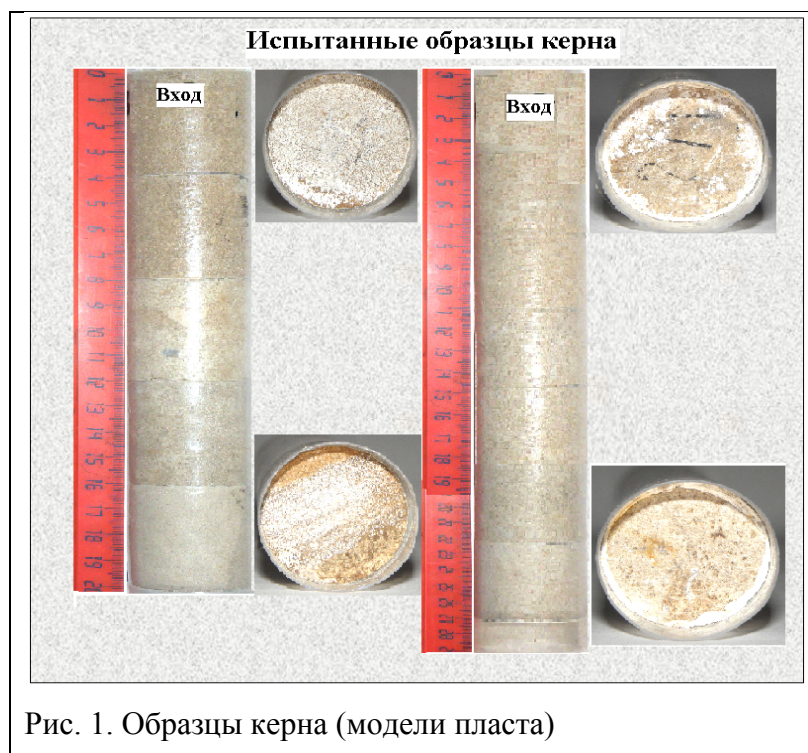 Испытанные образцы керна
Вход
Вход
Рис. 1. Образцы керна (модели пласта)